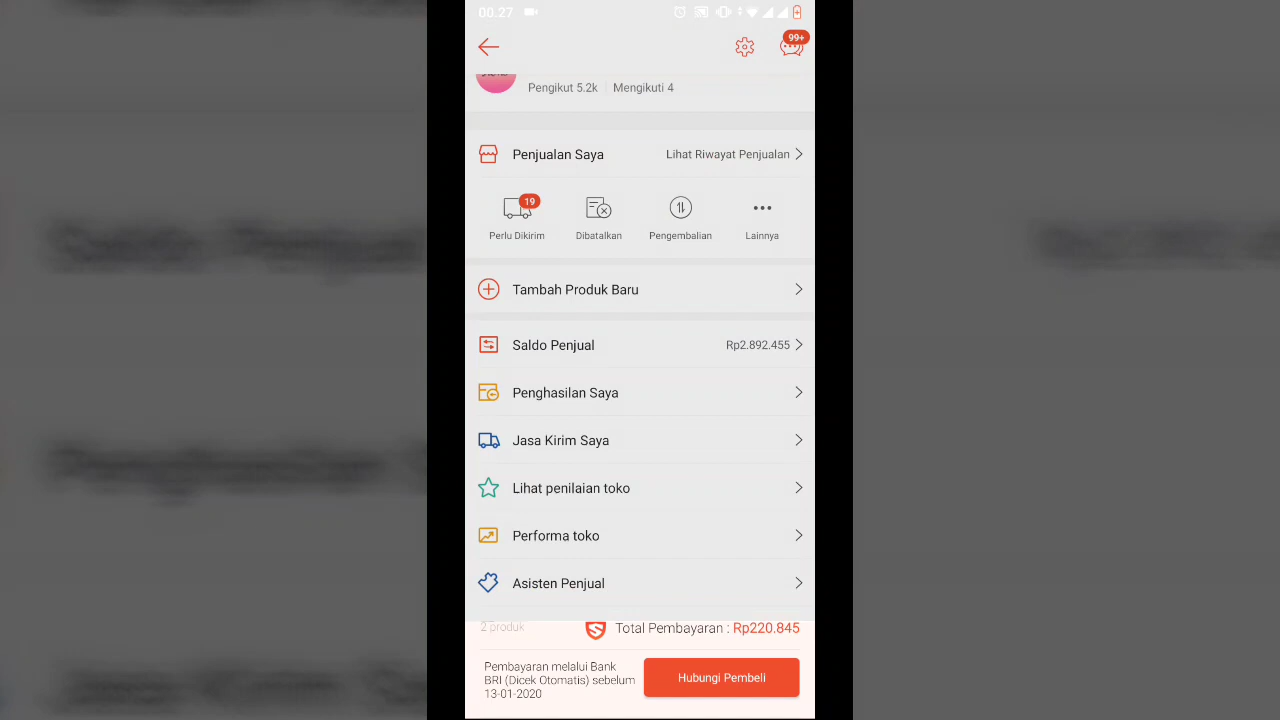 00.27
99+
Pengikut 5.2k Mengikuti 4
Penjualan Saya Lihat Riwayat Penjualan
19
Perlu Dikirim Dibatalkan Pengembalian Lainnya
Tambah Produk Baru
Saldo Penjual Rp2.892.455
Penghasilan Saya
Jasa Kirim Saya
Lihat penilaian toko
Performa toko
Asisten Penjual
2 produk Total Pembayaran : Rp220.845
Pembayaran melalui Bank
BRI (Dicek Otomatis) sebelum
13-01-2020
Hubungi Pembeli